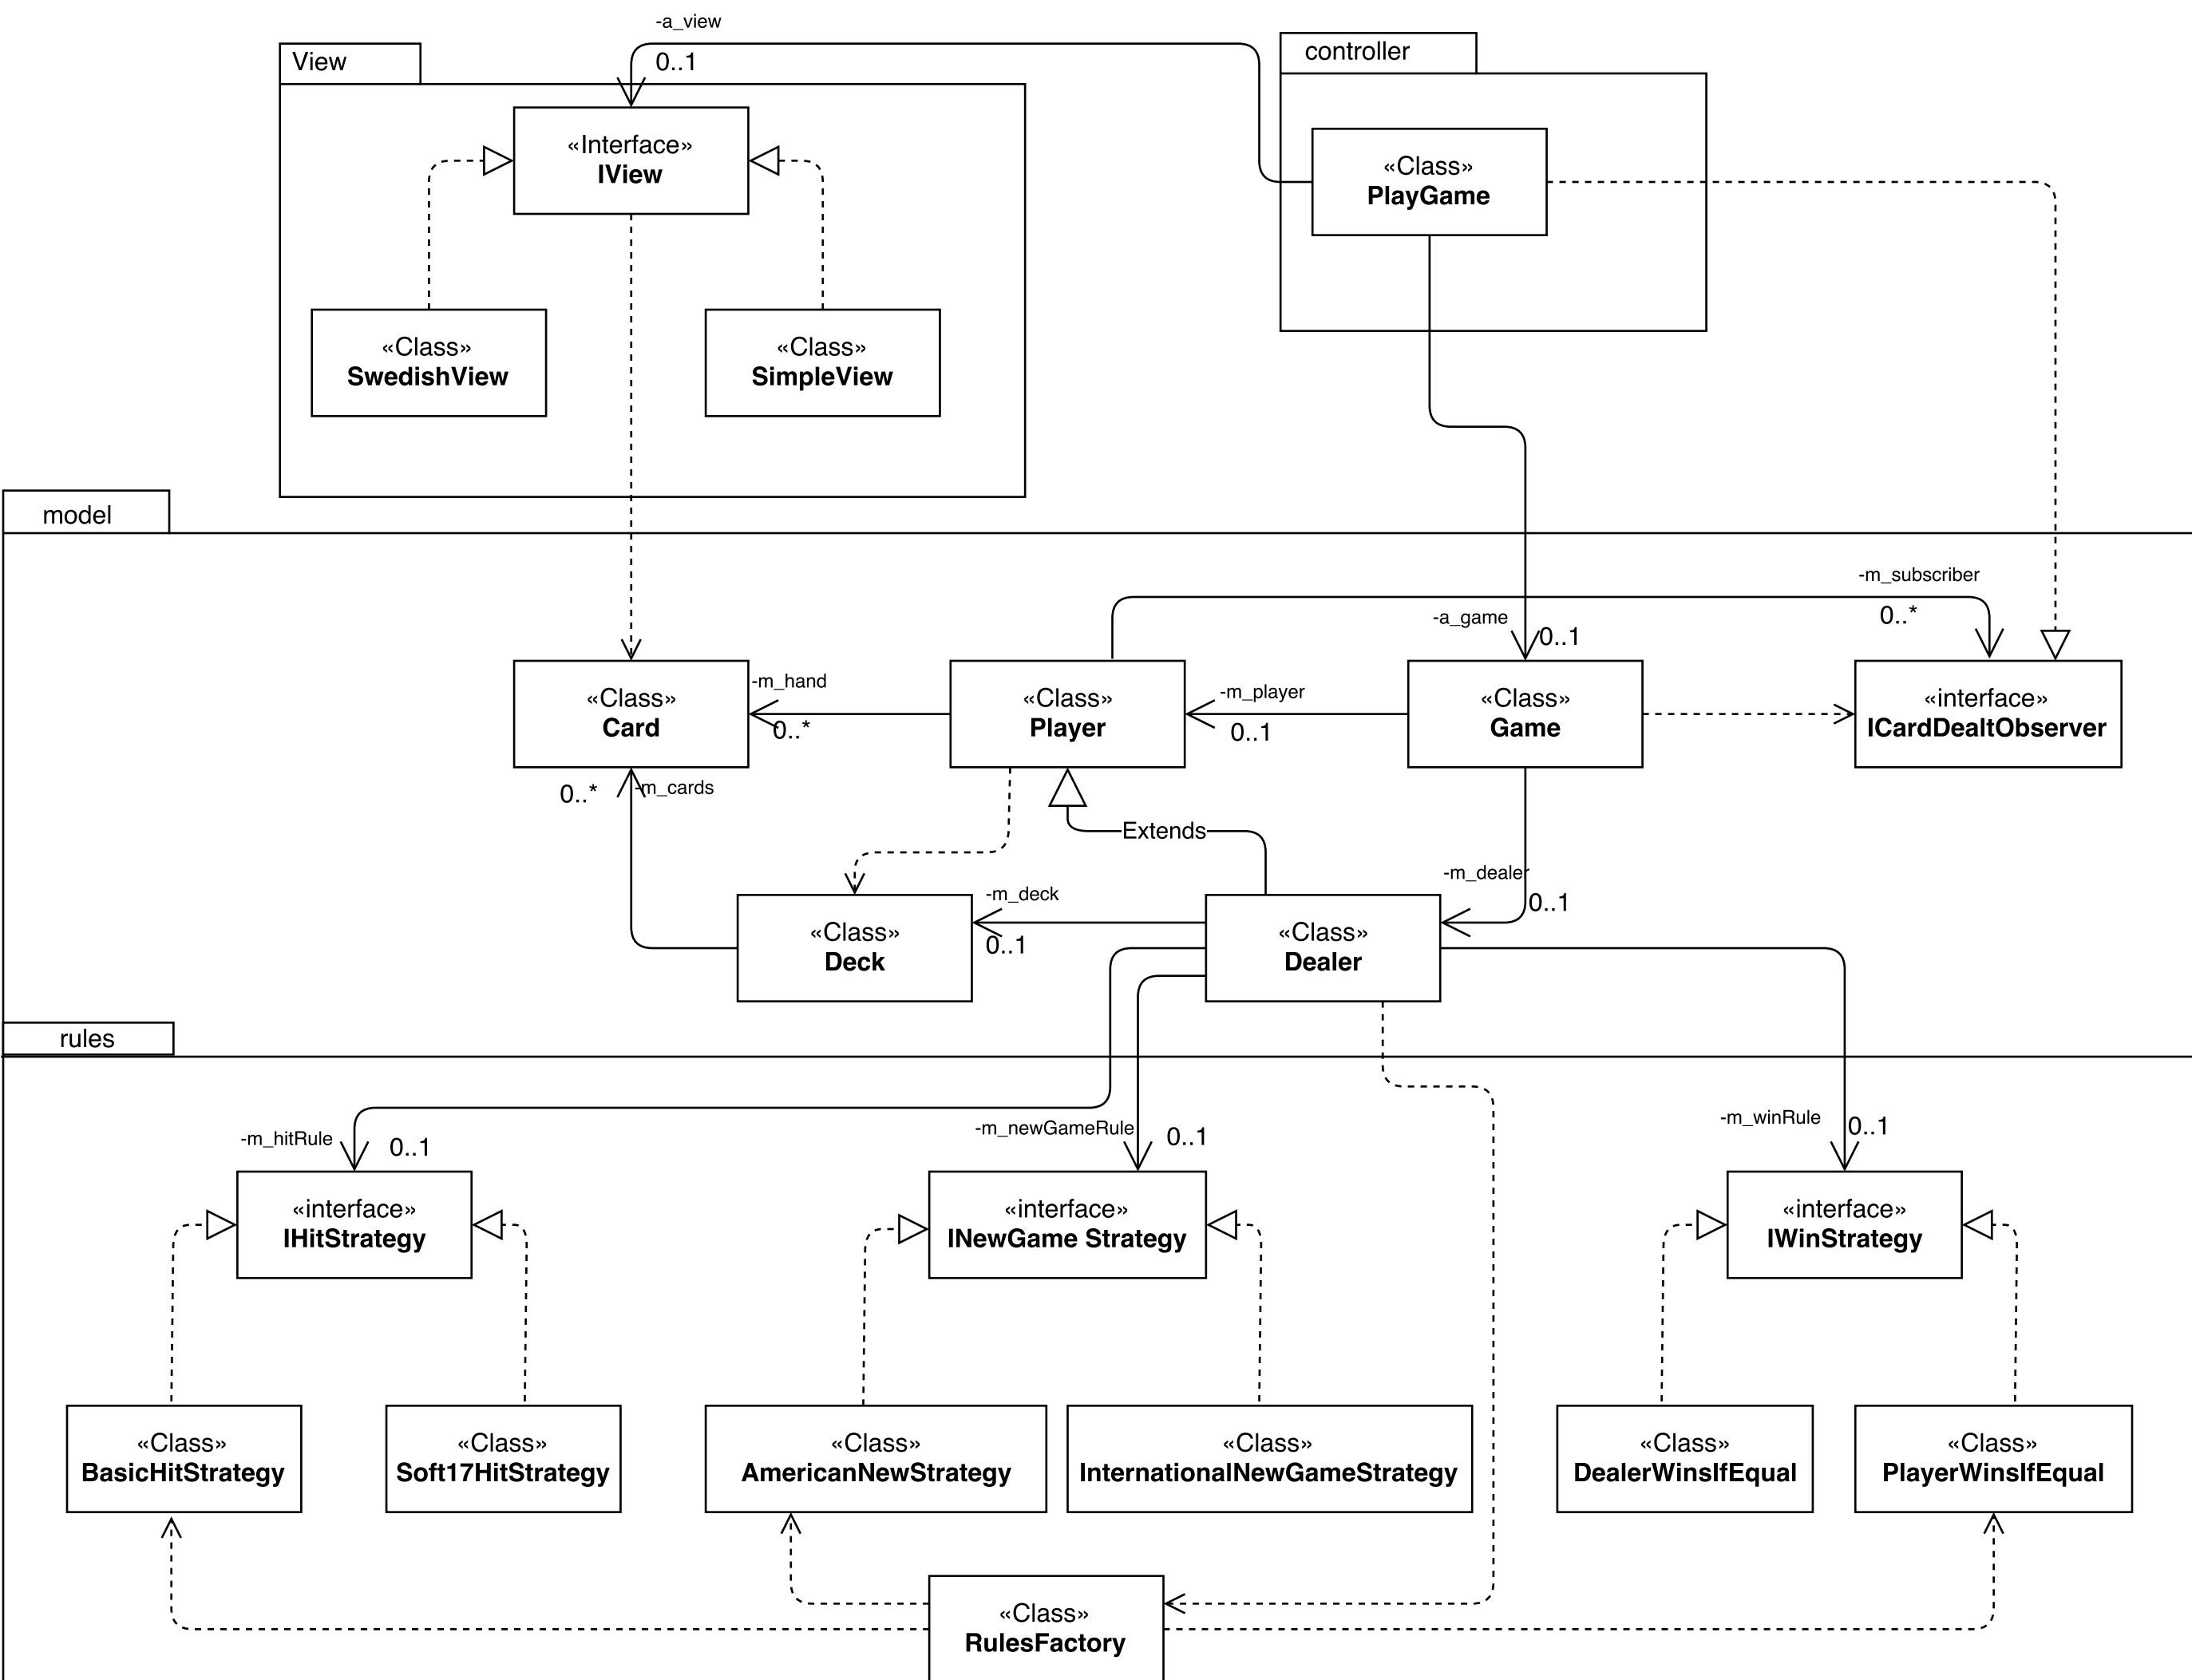 -a_view
0..1
View
controller
«Interface»
IView
«Class»
PlayGame
«Class»
SwedishView
«Class»
SimpleView
model
-m_subscriber
0..*
-a_game
0..1
«Class»
Card
-m_hand
0..*
«Class»
Player
-m_player
0..1
«Class»
Game
«interface»
ICardDealtObserver
0..*
-m_cards
Extends
-m_dealer
0..1
«Class»
Deck
-m_deck
0..1
«Class»
Dealer
rules
-m_hitRule
0..1
-m_newGameRule
0..1
-m_winRule
0..1
«interface»
IHitStrategy
«interface»
INewGame Strategy
«interface»
IWinStrategy
«Class»
BasicHitStrategy
«Class»
Soft17HitStrategy
«Class»
AmericanNewStrategy
«Class»
InternationalNewGameStrategy
«Class»
DealerWinsIfEqual
«Class»
PlayerWinsIfEqual
«Class»
RulesFactory